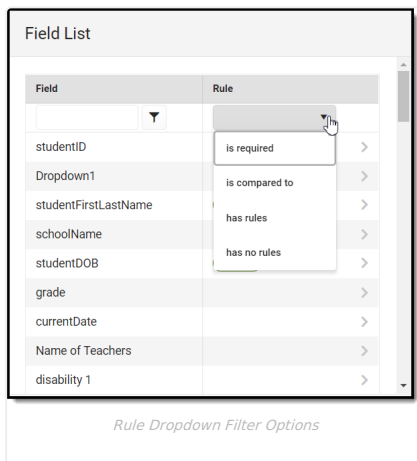 Field List
Field Rule
studentID
is required
Dropdown1
is compared to
studentFirstLastName
has rules
schoolName
has no rules
studentDOB
grade
currentDate
Name of Teachers
disability 1
Rule Dropdown Filter Options